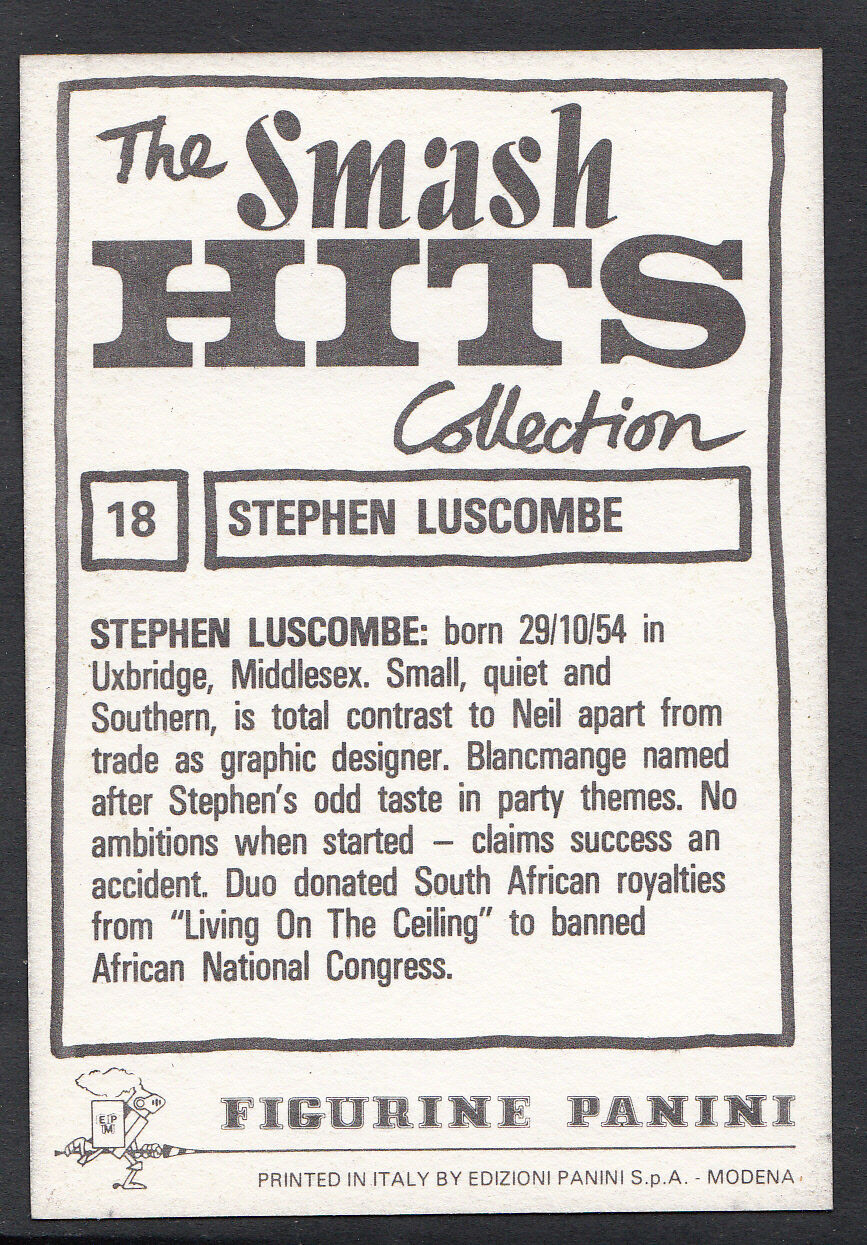 The Smash
HITS
Collection
18 STEPHEN LUSCOMBE
STEPHEN LUSCOMBE: born 29/10/54 in
Uxbridge, Middlesex. Small, quiet and
Southern, is total contrast to Neil apart from
trade as graphic designer. Blancmange named
after Stephen's odd taste in party themes. No
ambitions when started – claims success an
accident. Duo donated South African royalties
from "Living On The Ceiling" to banned
African National Congress.
EP
M
FIGURINE PANINI
PRINTED IN ITALY BY EDIZIONI PANINI S.p.A. - MODENA